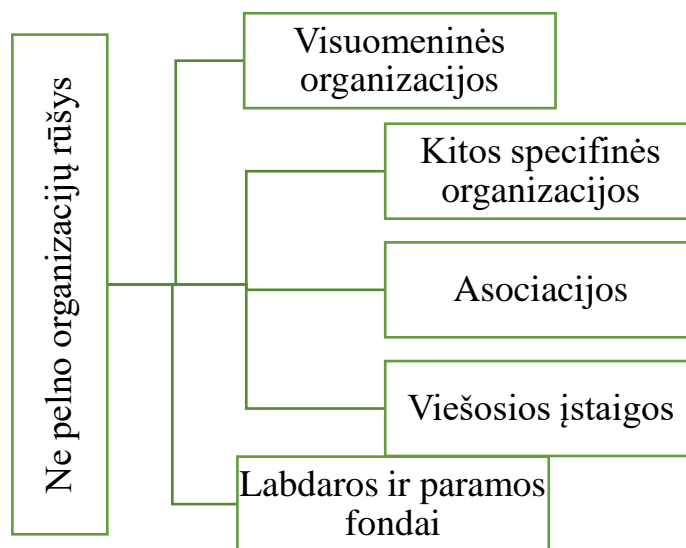 Ne pelno organizacijų rūšys
Visuomeninės
organizacijos
Kitos specifinės
organizacijos
Asociacijos
Viešosios įstaigos
Labdaros ir paramos
fondai